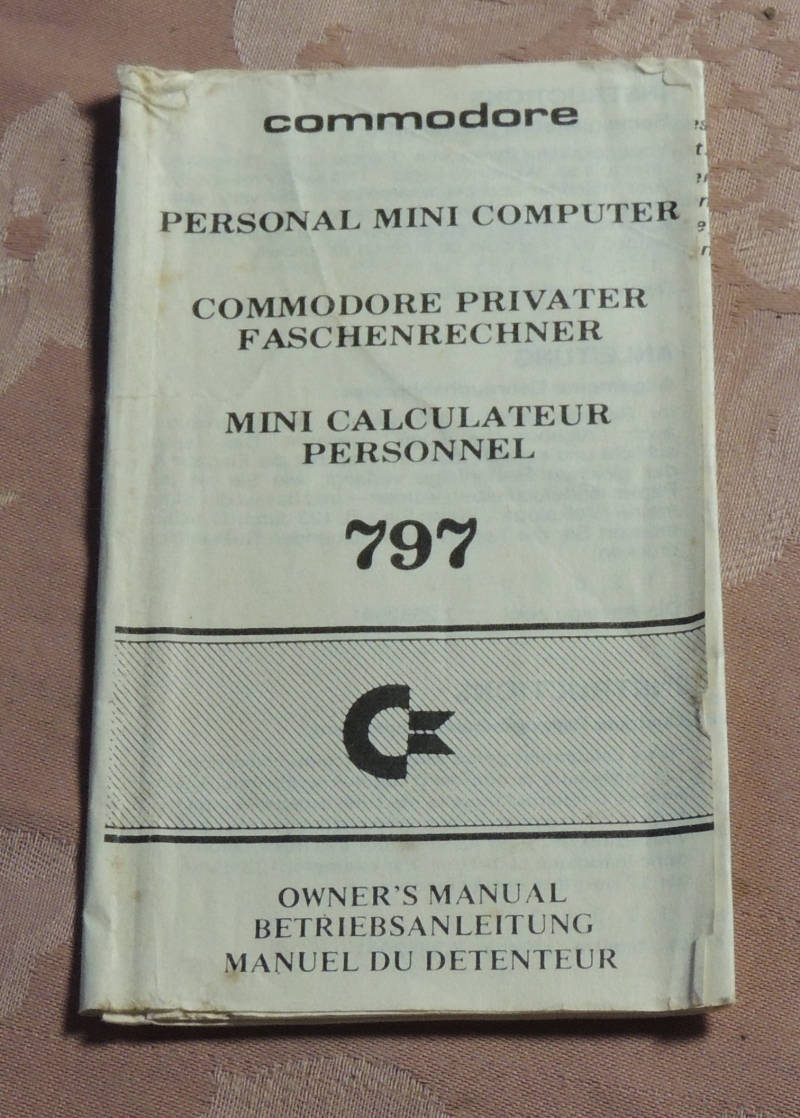 commodore
PERSONAL MINI COMPUTER
COMMODORE PRIVATER
FASCHENRECHNER
MINI CALCULATEUR
PERSONNEL
797
OWNER'S MANUAL
BETRIEBSANLEITUNG
MANUEL DU DETENTEUR